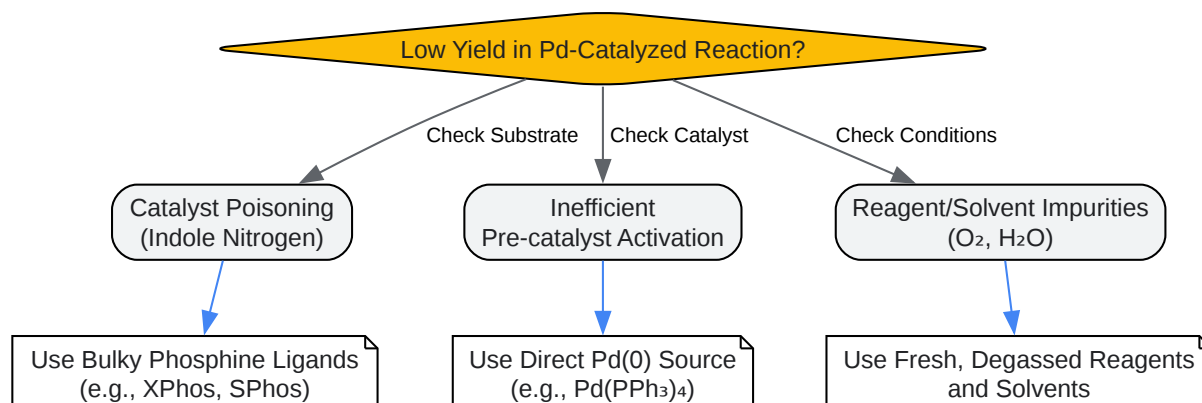 Low Yield in Pd-Catalyzed Reaction?
Check Substrate
Check Catalyst
Check Conditions
Catalyst Poisoning
(Indole Nitrogen)
Inefficient
Pre-catalyst Activation
Reagent/Solvent Impurities
(O₂, H₂O)
Use Bulky Phosphine Ligands
(e.g., XPhos, SPhos)
Use Direct Pd(0) Source
(e.g., Pd(PPh₃)₄)
Use Fresh, Degassed Reagents
and Solvents